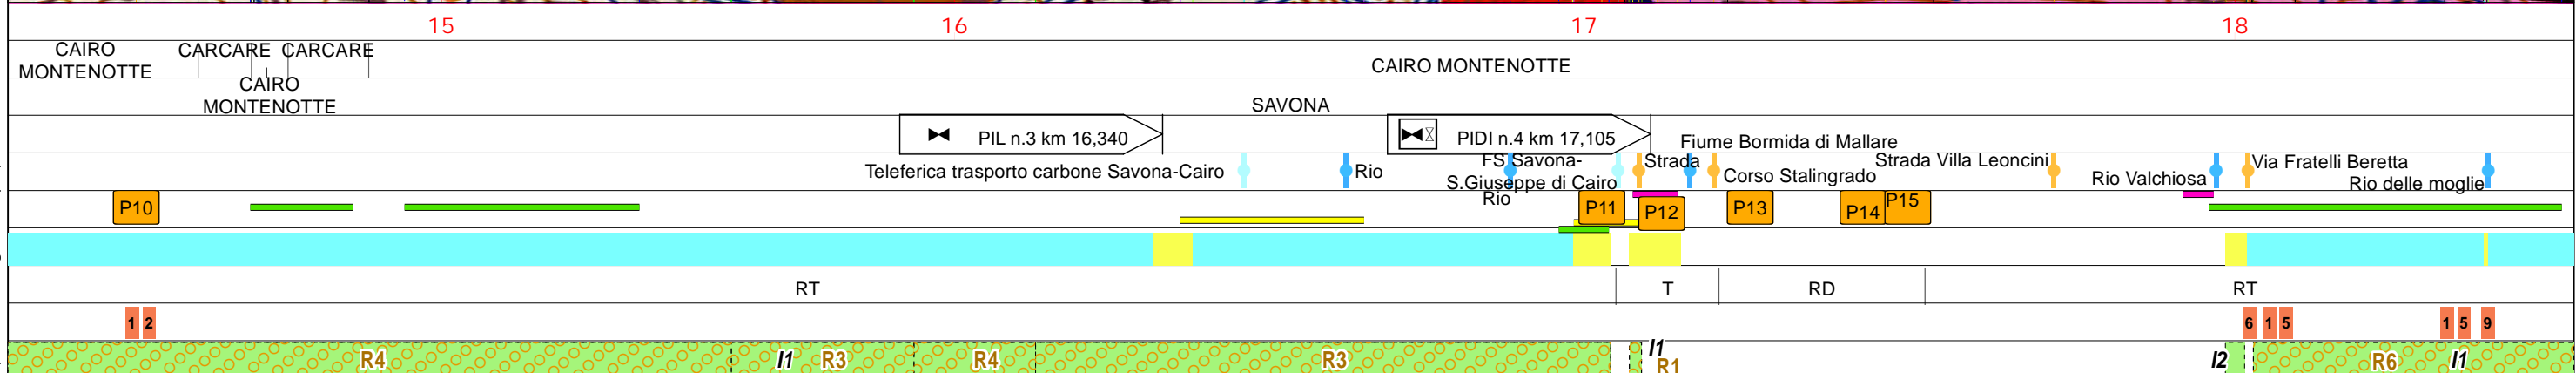 15 16 17 18
CAIRO MONTENOTTE
CARCARE
CARCARE
CAIRO MONTENOTTE
CAIRO MONTENOTTE
SAVONA
PIL n.3 km 16,340
PIDI n.4 km 17,105
Teleferica trasporto carbone Savona-Cairo
Rio
FS Savona-
S.Giuseppe di Cairo
Rio
Strada
Fiume Bormida di Mallare
Corso Stalingrado
Strada Villa Leoncini
Rio Valchiosa
Via Fratelli Beretta
Rio delle moglie
P10 P11 P12 P13 P14 P15
RT T RD RT
1 2 6 1 5 1 5 9
R4 I1 R3 R4 R3 I1 R1 I2 R6 I1